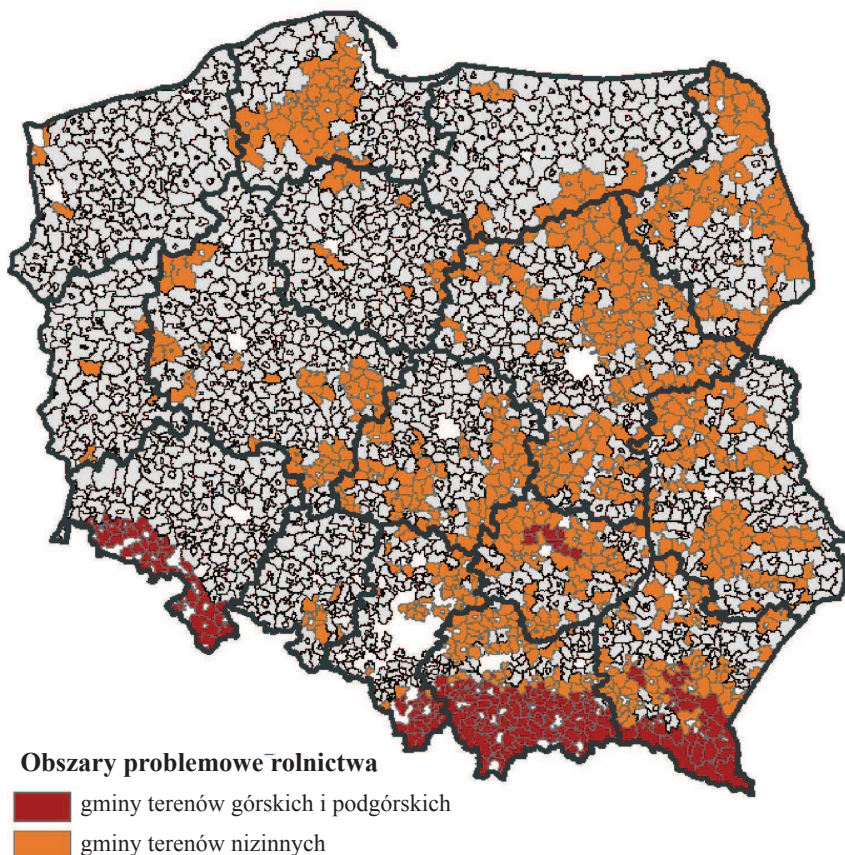 Obszary problemowe rolnictwa
gminy terenów górskich i podgórskich
gminy terenów nizinnych